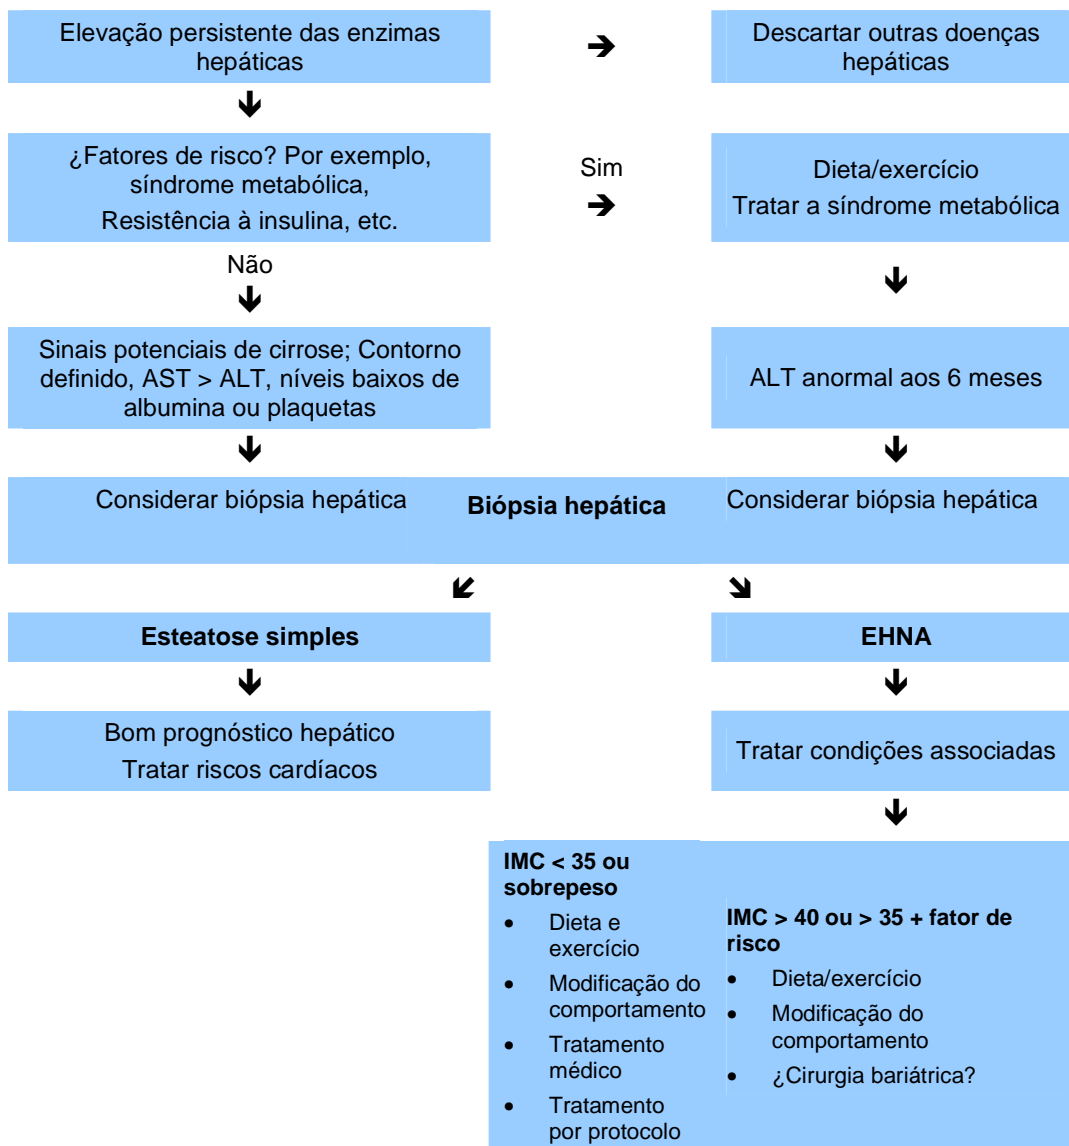 Elevação persistente das enzimas
hepáticas
➔
Descartar outras doenças
hepáticas
¿Fatores de risco? Por exemplo,
síndrome metabólica,
Resistência à insulina, etc.
Sim
Dieta/exercício
Tratar a síndrome metabólica
Não
Sinais potenciais de cirrose; Contorno
definido, AST > ALT, níveis baixos de
albumina ou plaquetas
ALT anormal aos 6 meses
Considerar biópsia hepática
Biópsia hepática
Considerar biópsia hepática
Esteatose simples
EHNA
Bom prognóstico hepático
Tratar riscos cardíacos
Tratar condições associadas
IMC < 35 ou
sobrepeso
• Dieta e
exercício
• Modificação do
comportamento
• Tratamento
médico
• Tratamento
por protocolo
IMC > 40 ou > 35 + fator de
risco
• Dieta/exercício
• Modificação do
comportamento
• ¿Cirurgia bariátrica?